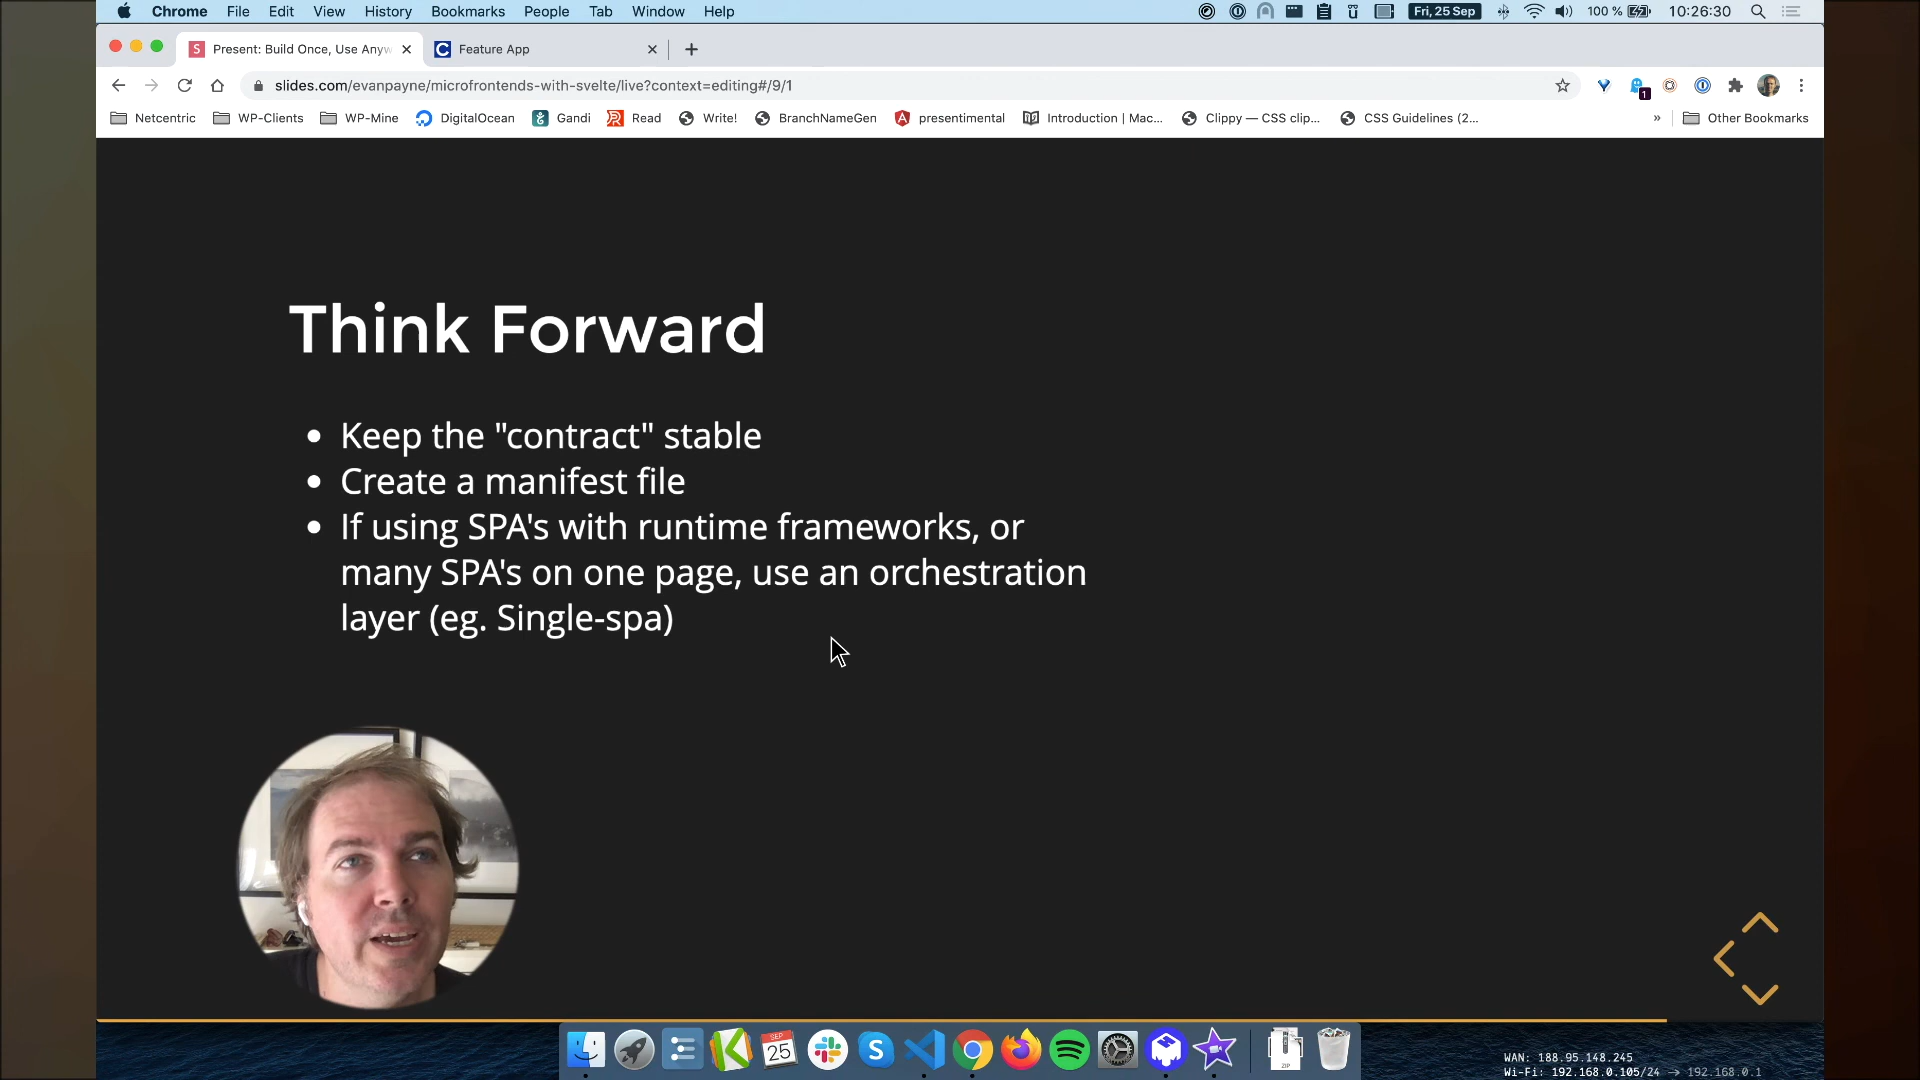 Chrome File Edit View History Bookmarks People Tab Window Help Fri, 25 Sep 100 % 10:26:30
S Present: Build Once, Use Anyw C Feature App
slides.com/evanpayne/microfrontends-with-svelte/live?context=editing#/9/1 1
Netcentric WP-Clients WP-Mine DigitalOcean Gandi Read Write! BranchNameGen presentimental Introduction | Mac... Clippy — CSS clip... CSS Guidelines (2... » Other Bookmarks
Think Forward
• Keep the "contract" stable
• Create a manifest file
• If using SPA's with runtime frameworks, or
many SPA's on one page, use an orchestration
layer (eg. Single-spa)
SEP
25
ZIP
WAN: 188.95.148.245
Wi-Fi: 192.168.0.105/24 → 192.168.0.1